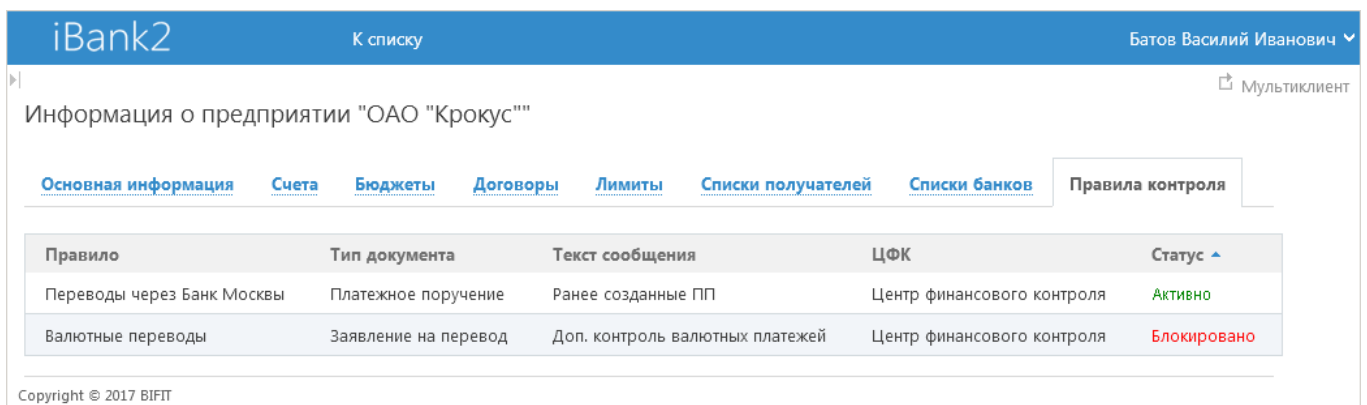 iBank2 К списку Батов Василий Иванович
Мультиклиент
Информация о предприятии "ОАО "Крокус""
Основная информация Счета Бюджеты Договоры Лимиты Списки получателей Списки банков Правила контроля
Правило Тип документа Текст сообщения ЦФК Статус
Переводы через Банк Москвы Платежное поручение Ранее созданные ПП Центр финансового контроля Активно
Валютные переводы Заявление на перевод Доп. контроль валютных платежей Центр финансового контроля Блокировано
Copyright © 2017 BIFIT